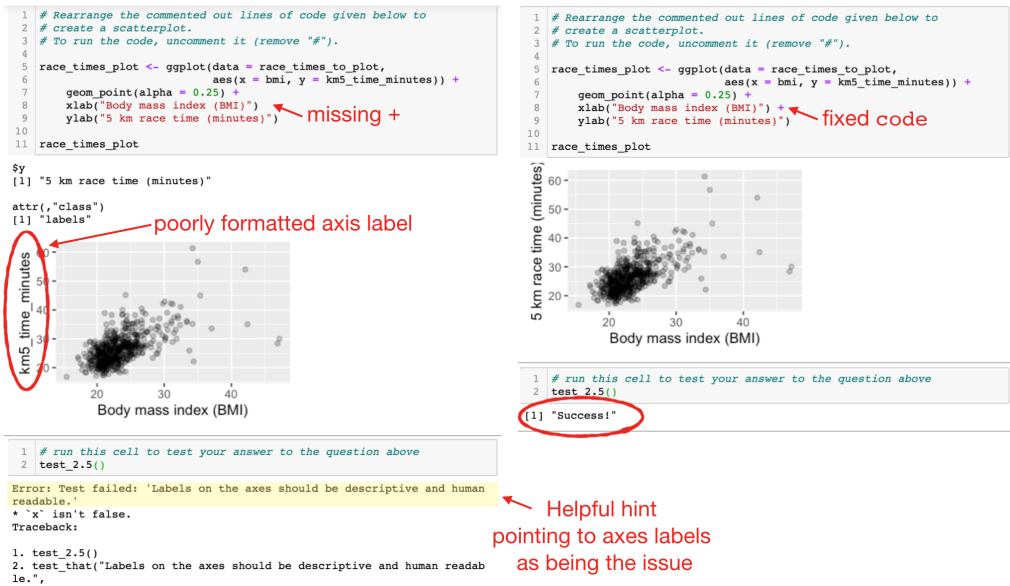 1 # Rearrange the commented out lines of code given below to
2 # create a scatterplot.
3 # To run the code, uncomment it (remove "#").
4
5 race_times_plot <- ggplot(data = race_times_to_plot,
6 aes(x = bmi, y = km5_time_minutes)) +
7 geom_point(alpha = 0.25) +
8 xlab("Body mass index (BMI)")
9 ylab("5 km race time (minutes)")
10
11 race_times_plot
missing +
$y
[1] "5 km race time (minutes)"
attr(,"class")
[1] "labels"
poorly formatted axis label
km5_time_minutes
60
50
40
30
20
20 30 40
Body mass index (BMI)
1 # run this cell to test your answer to the question above
2 test_2.5()
Error: Test failed: 'Labels on the axes should be descriptive and human
readable.'
* `x` isn't false.
Traceback:
1. test_2.5()
2. test_that("Labels on the axes should be descriptive and human readab
le.",
Helpful hint
pointing to axes labels
as being the issue
1 # Rearrange the commented out lines of code given below to
2 # create a scatterplot.
3 # To run the code, uncomment it (remove "#").
4
5 race_times_plot <- ggplot(data = race_times_to_plot,
6 aes(x = bmi, y = km5_time_minutes)) +
7 geom_point(alpha = 0.25) +
8 xlab("Body mass index (BMI)") +
9 ylab("5 km race time (minutes)")
10
11 race_times_plot
fixed code
5 km race time (minutes)
60
50
40
30
20
20 30 40
Body mass index (BMI)
1 # run this cell to test your answer to the question above
2 test_2.5()
[1] "Success!"